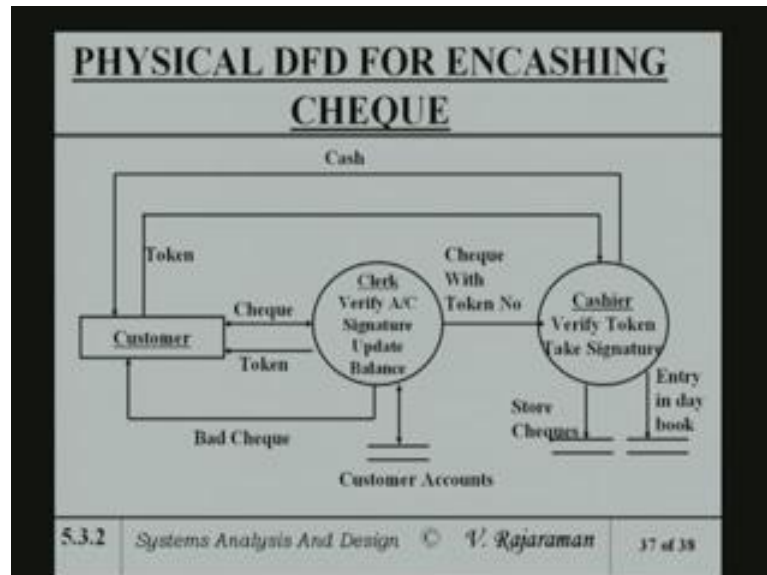 PHYSICAL DFD FOR ENCASHING
CHEQUE
Cash
Token
Cheque
With
Token No
Clerk
Verify A/C
Signature
Update
Balance
Cashier
Verify Token
Take Signature
Customer
Cheque
Token
Bad Cheque
Customer Accounts
Store
Cheques
Entry
in day
book
5.3.2 Systems Analysis And Design © V. Rajaraman 37 of 38